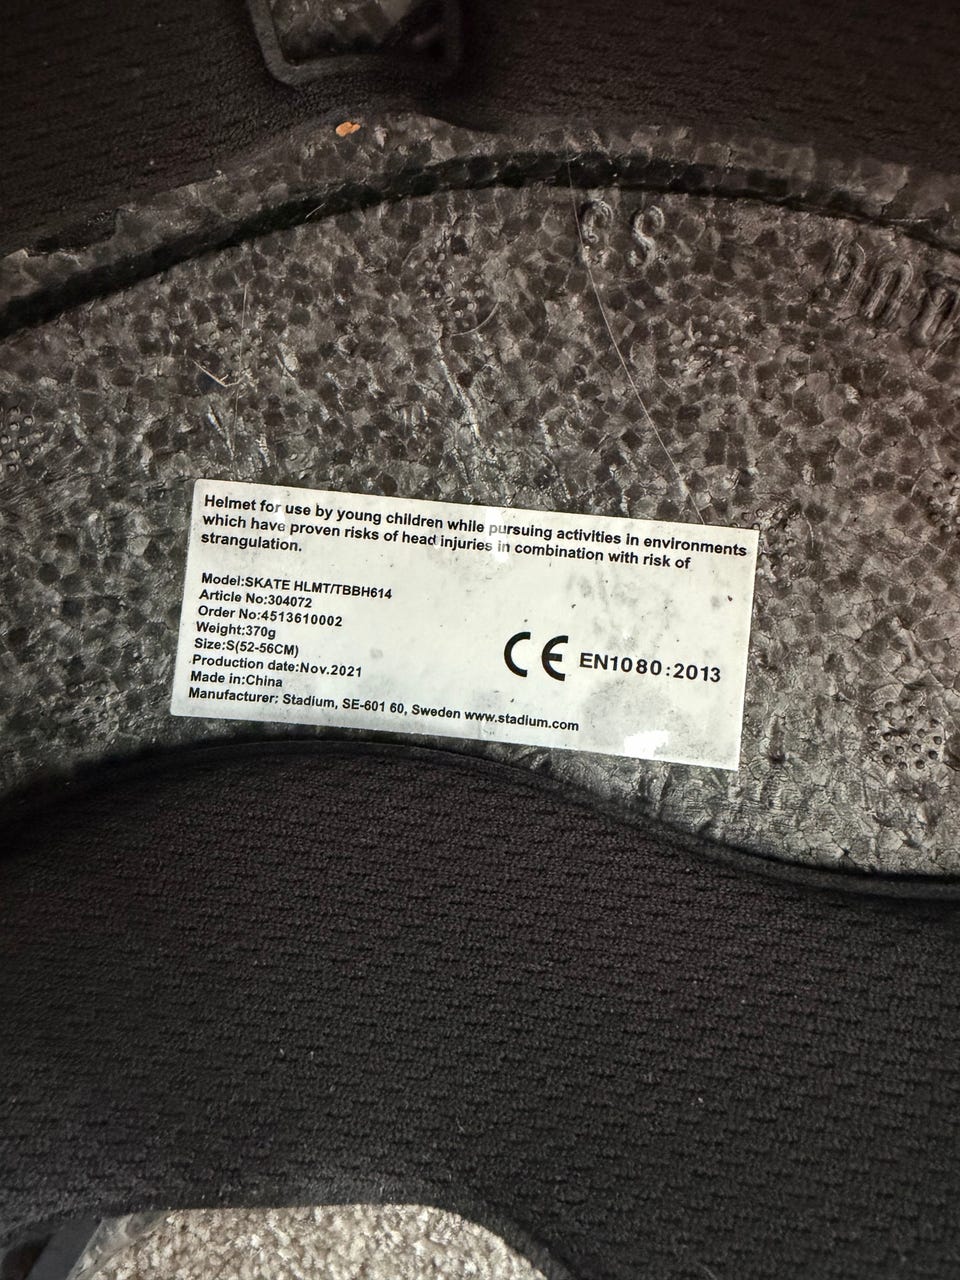 Helmet for use by young children while pursuing activities in environments
which have proven risks of head injuries in combination with risk of
strangulation.
Model:SKATE HLMT/TBBH614
Article No:304072
Order No:4513610002
Weight:370g
Size:S(52-56CM)
Production date:Nov.2021
Made in:China
Manufacturer: Stadium, SE-601 60, Sweden www.stadium.com
CE EN1080:2013